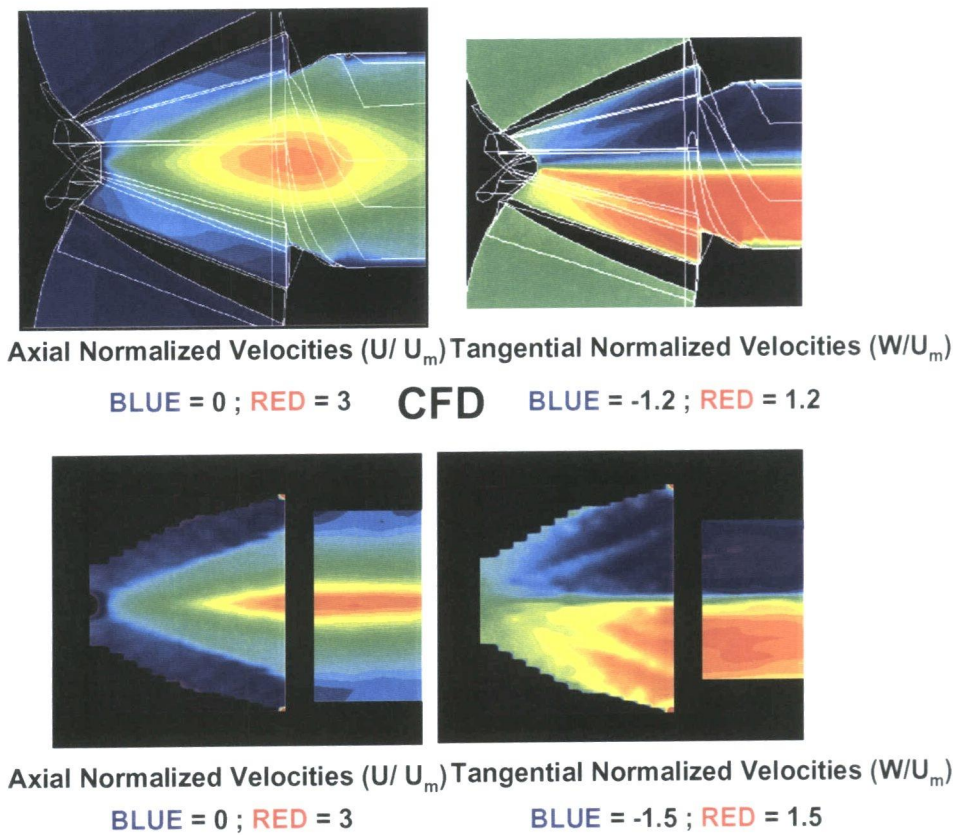 Axial Normalized Velocities (U/ Um) Tangential Normalized Velocities (W/Um)
BLUE = 0 ; RED = 3 CFD BLUE = -1.2 ; RED = 1.2
Axial Normalized Velocities (U/ Um) Tangential Normalized Velocities (W/Um)
BLUE = 0 ; RED = 3 BLUE = -1.5 ; RED = 1.5